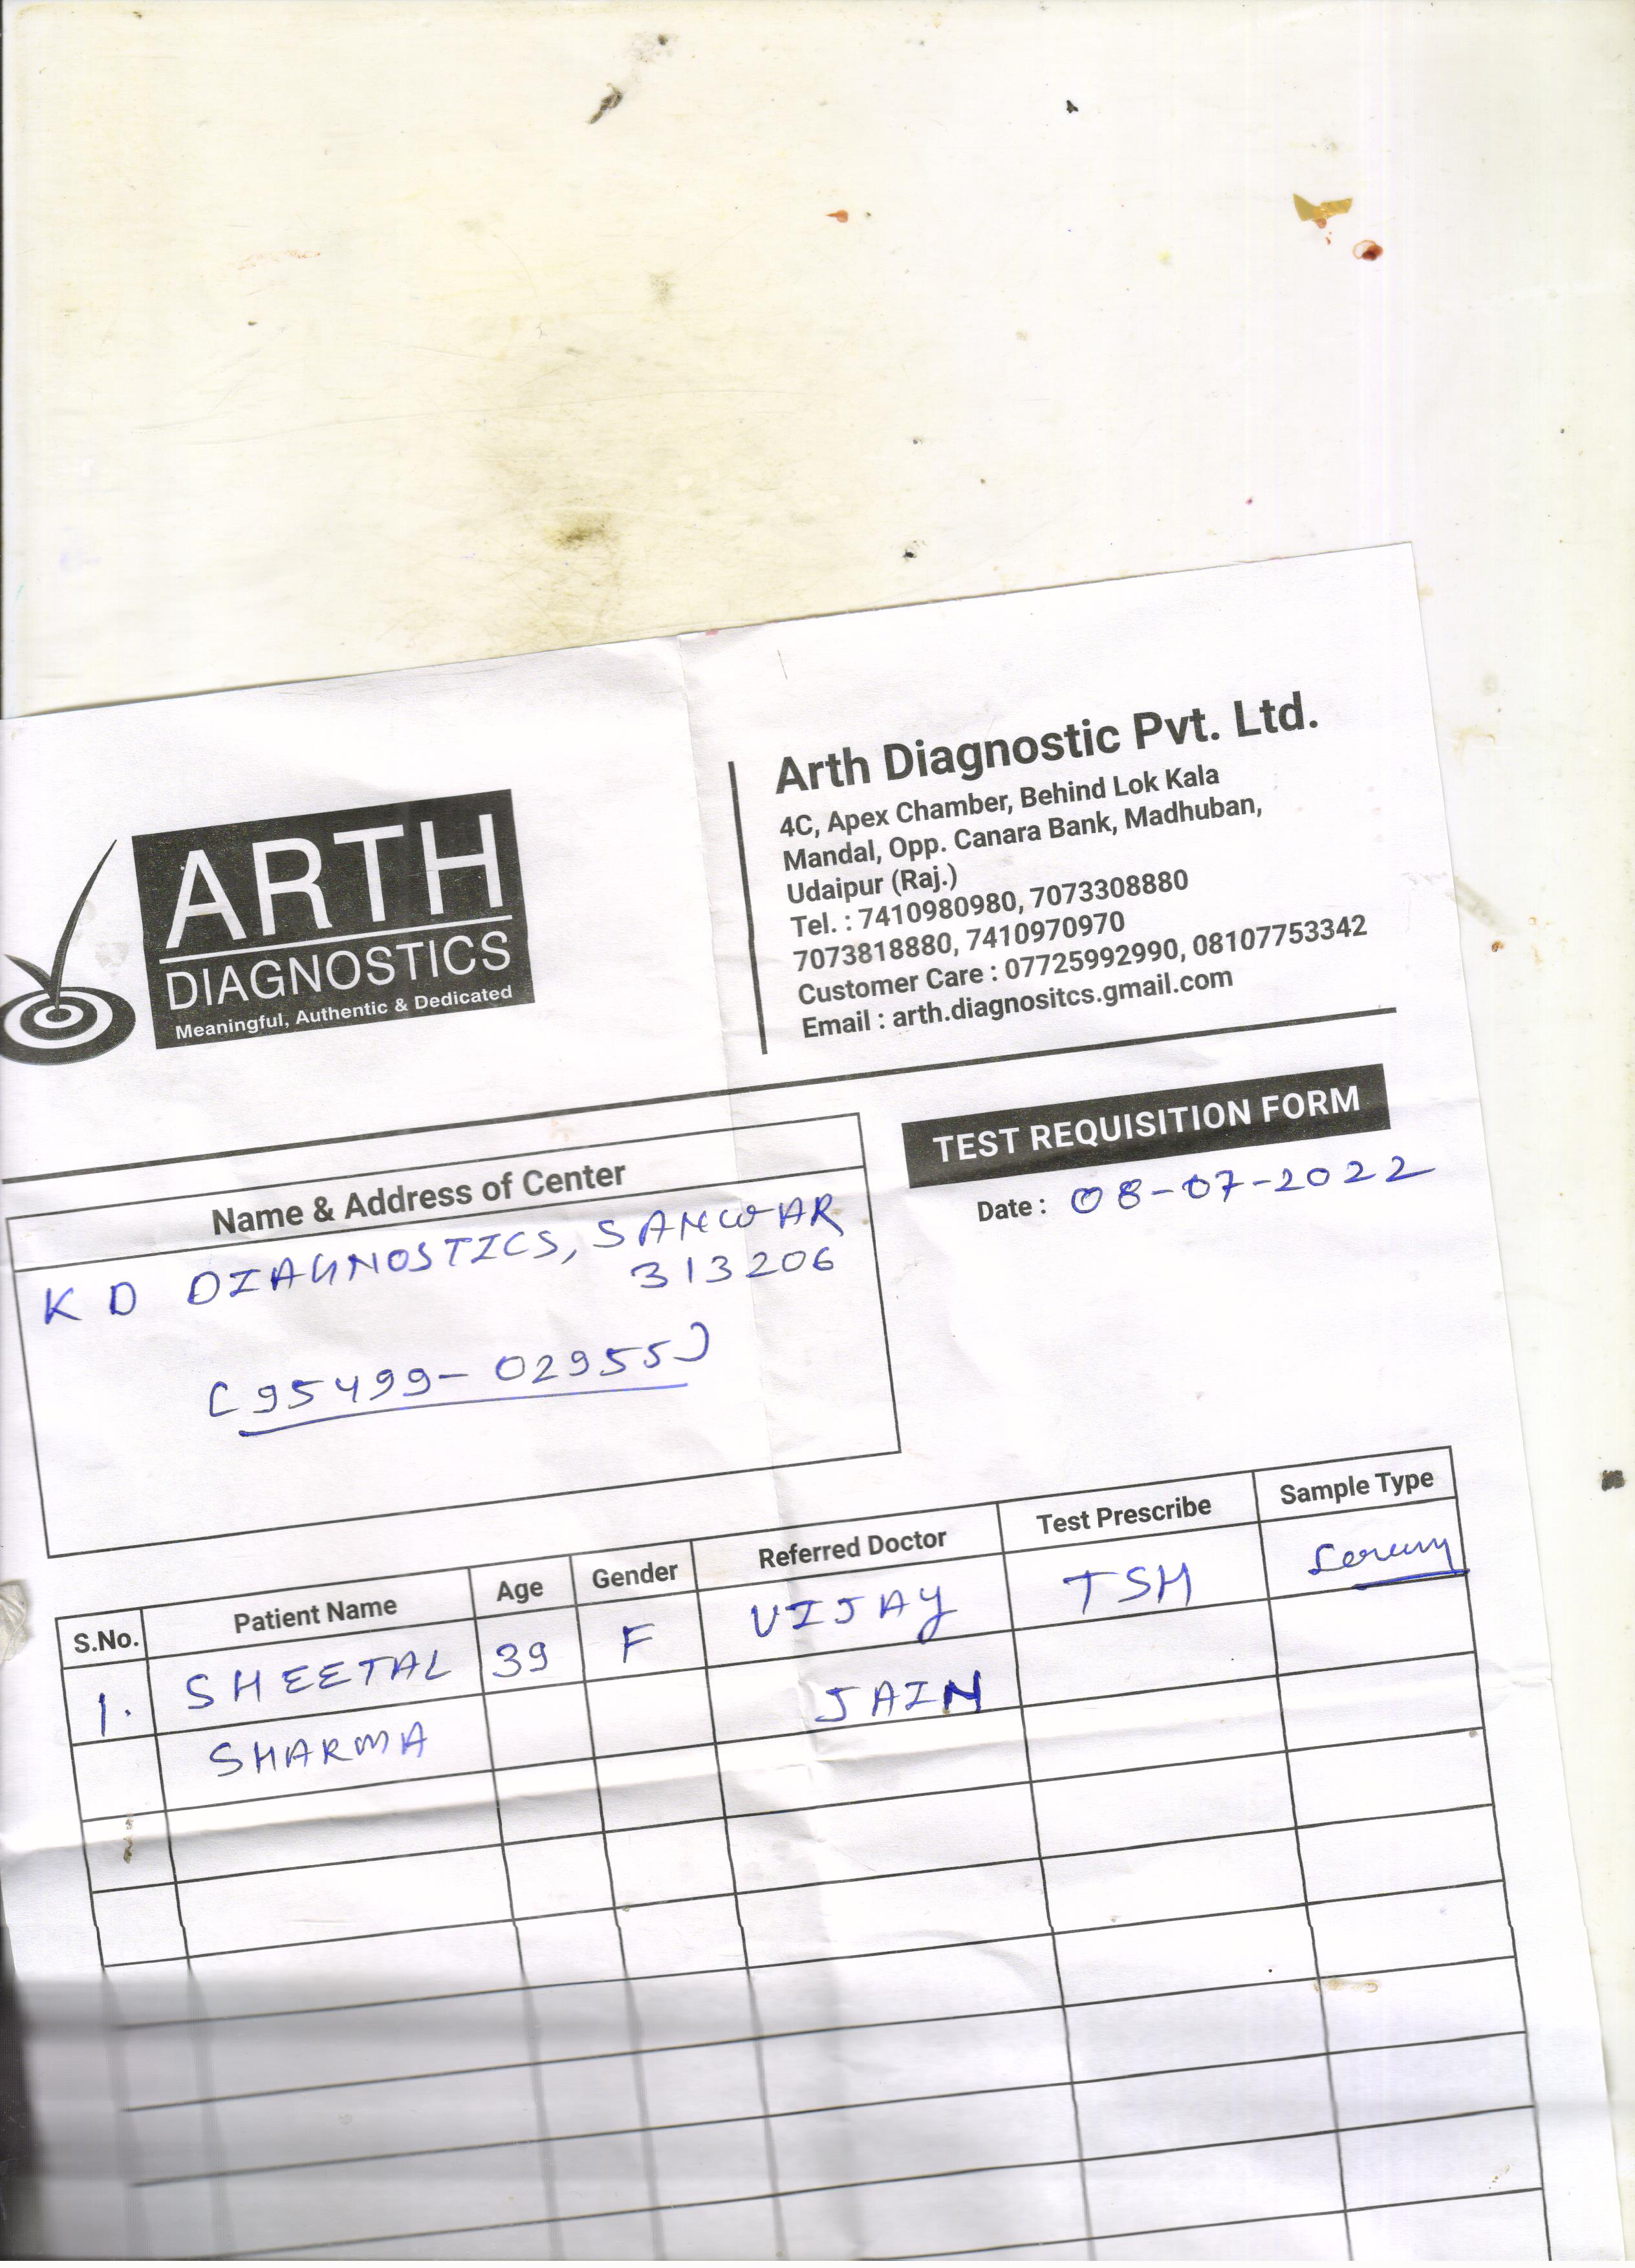 ARTH
DIAGNOSTICS
Meaningful, Authentic & Dedicated
Arth Diagnostic Pvt. Ltd.
4C, Apex Chamber, Behind Lok Kala
Mandal, Opp. Canara Bank, Madhuban,
Udaipur (Raj.)
Tel. : 7410980980, 7073308880
7073818880, 7410970970
Customer Care : 07725992990, 08107753342
Email : arth.diagnositcs.gmail.com
TEST REQUISITION FORM
Date : 08-07-2022
Name & Address of Center
K D DIAGNOSTICS, SANWAR
313206
(95499-02955)
S.No. Patient Name Age Gender Referred Doctor Test Prescribe Sample Type
1. SHEETAL 39 F VIJAY TSH Serum
SHARMA JAIN